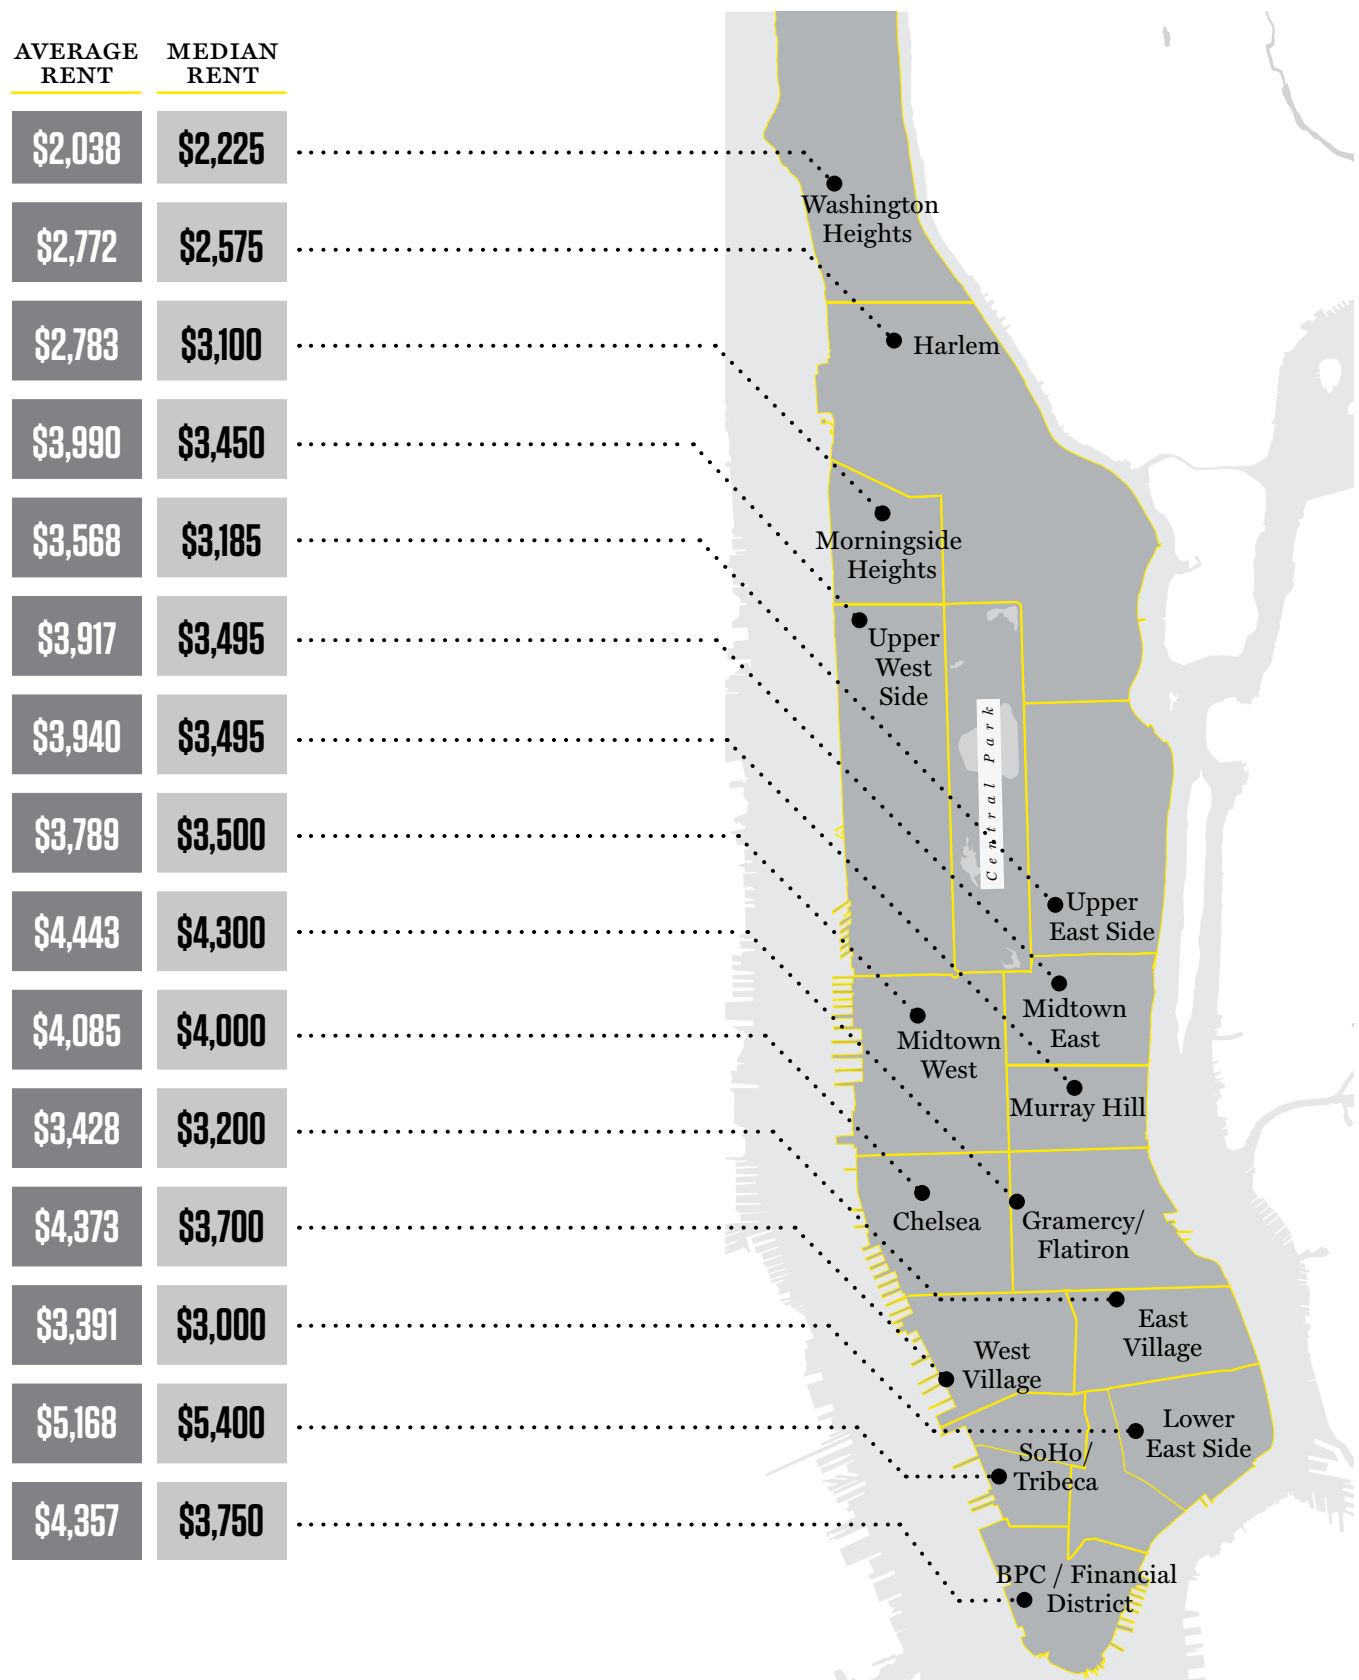 AVERAGE
RENT
MEDIAN
RENT
$2,038 $2,225
$2,772 $2,575
$2,783 $3,100
$3,990 $3,450
$3,568 $3,185
$3,917 $3,495
$3,940 $3,495
$3,789 $3,500
$4,443 $4,300
$4,085 $4,000
$3,428 $3,200
$4,373 $3,700
$3,391 $3,000
$5,168 $5,400
$4,357 $3,750
Washington
Heights
Harlem
Morningside
Heights
Upper
West
Side
Central Park
Upper
East Side
Midtown
East
Midtown
West
Murray Hill
Chelsea
Gramercy/
Flatiron
East
Village
West
Village
Lower
East Side
SoHo/
Tribeca
BPC / Financial
District